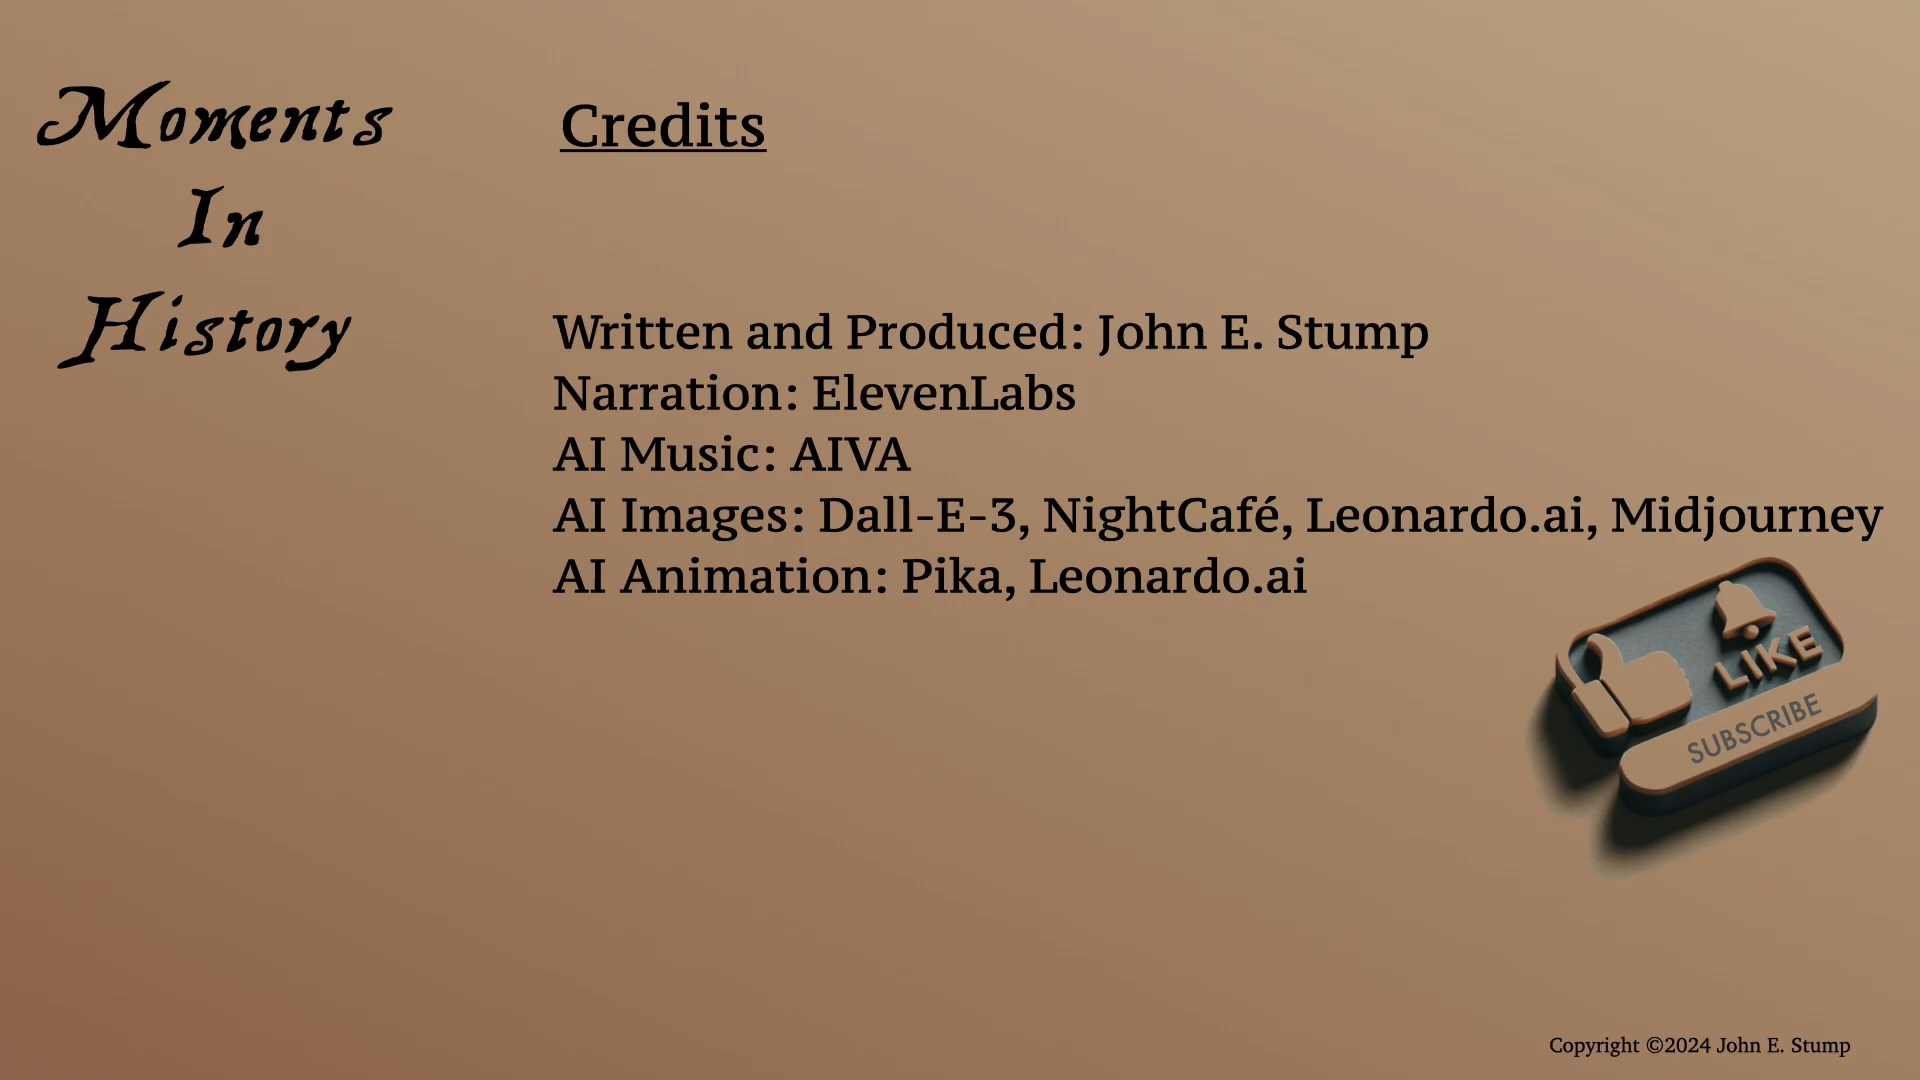 Moments
In
History
Credits
Written and Produced: John E. Stump
Narration: ElevenLabs
AI Music: AIVA
AI Images: Dall-E-3, NightCafé, Leonardo.ai, Midjourney
AI Animation: Pika, Leonardo.ai
LIKE
SUBSCRIBE
Copyright ©2024 John E. Stump